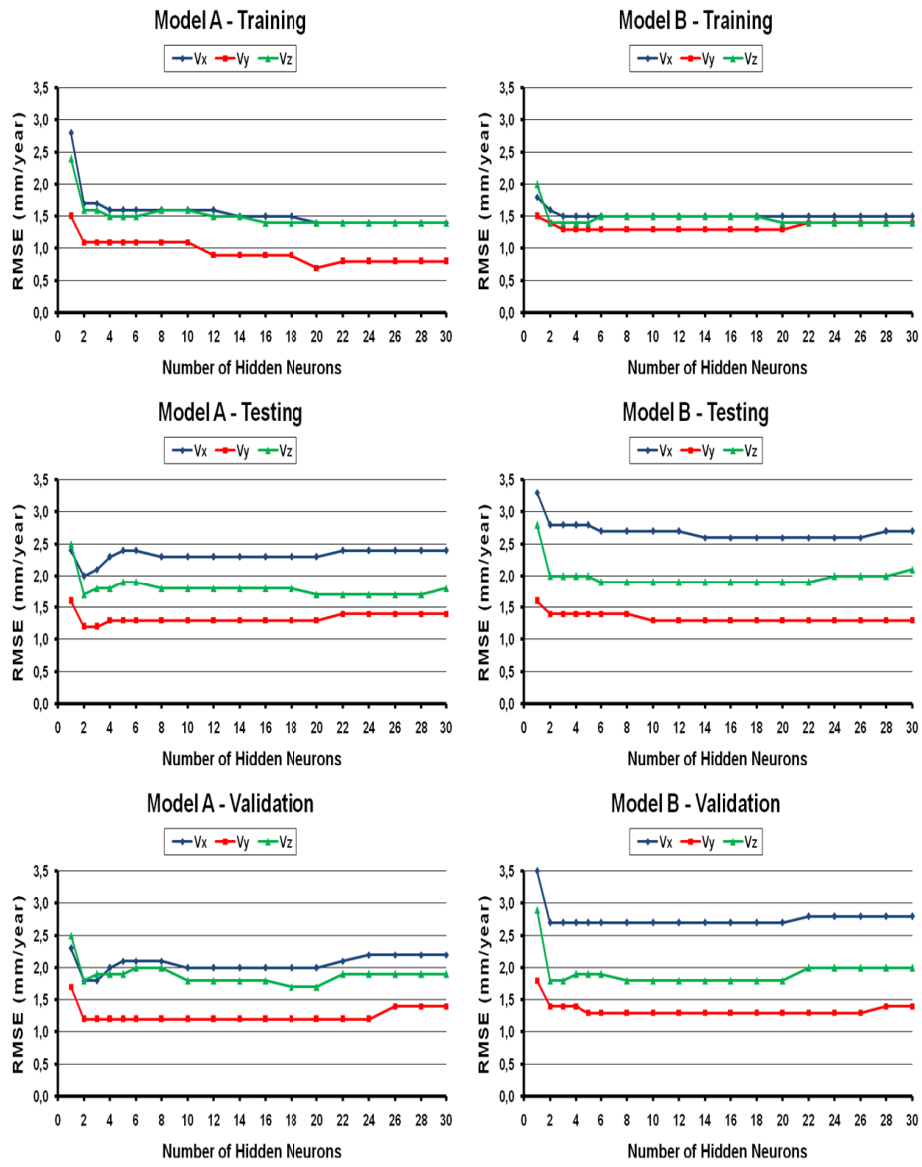 Model A - Training
Vx Vy Vz
RMSE (mm/year)
3,5
3,0
2,5
2,0
1,5
1,0
0,5
0,0
0 2 4 6 8 10 12 14 16 18 20 22 24 26 28 30
Number of Hidden Neurons
Model B - Training
Vx Vy Vz
RMSE (mm/year)
3,5
3,0
2,5
2,0
1,5
1,0
0,5
0,0
0 2 4 6 8 10 12 14 16 18 20 22 24 26 28 30
Number of Hidden Neurons
Model A - Testing
Vx Vy Vz
RMSE (mm/year)
3,5
3,0
2,5
2,0
1,5
1,0
0,5
0,0
0 2 4 6 8 10 12 14 16 18 20 22 24 26 28 30
Number of Hidden Neurons
Model B - Testing
Vx Vy Vz
RMSE (mm/year)
3,5
3,0
2,5
2,0
1,5
1,0
0,5
0,0
0 2 4 6 8 10 12 14 16 18 20 22 24 26 28 30
Number of Hidden Neurons
Model A - Validation
Vx Vy Vz
RMSE (mm/year)
3,5
3,0
2,5
2,0
1,5
1,0
0,5
0,0
0 2 4 6 8 10 12 14 16 18 20 22 24 26 28 30
Number of Hidden Neurons
Model B - Validation
Vx Vy Vz
RMSE (mm/year)
3,5
3,0
2,5
2,0
1,5
1,0
0,5
0,0
0 2 4 6 8 10 12 14 16 18 20 22 24 26 28 30
Number of Hidden Neurons